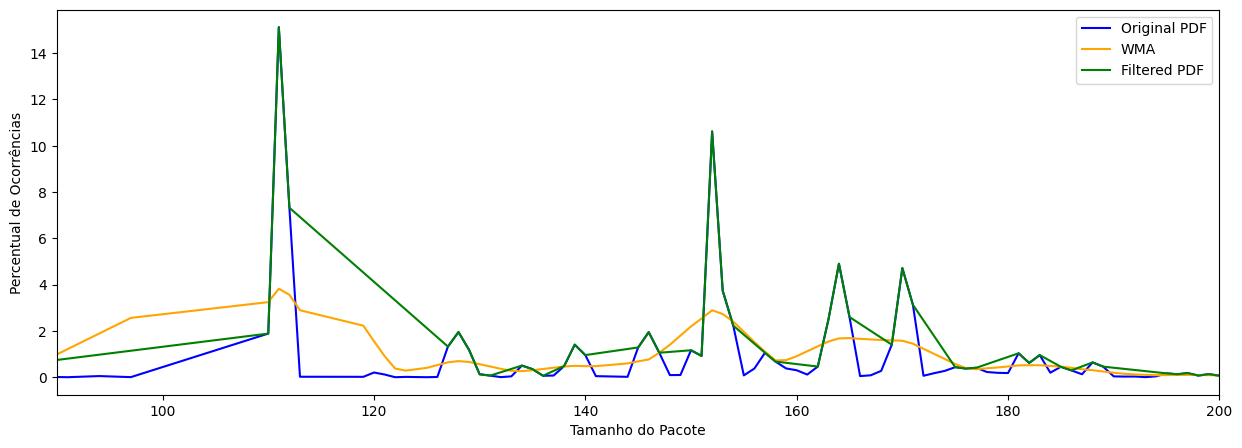 Original PDF
WMA
Filtered PDF
Percentual de Ocorrências
14
12
10
8
6
4
2
0
100
120
140
160
180
200
Tamanho do Pacote